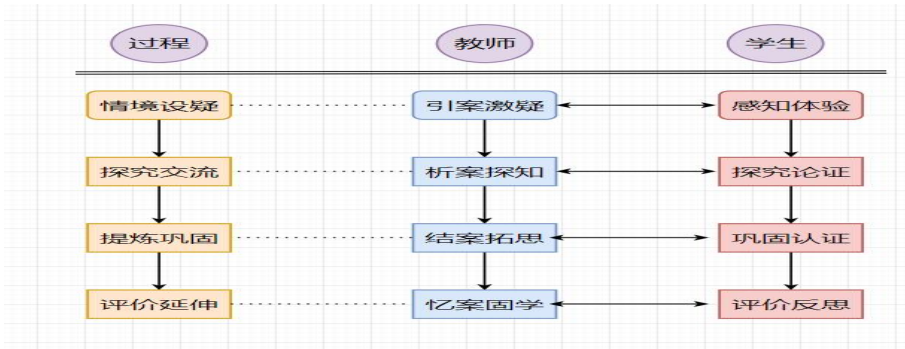 过程 教师 学生
情境设疑 引案激疑 感知体验
探究交流 析案探知 探究论证
提炼巩固 结案拓思 巩固认证
评价延伸 忆案固学 评价反思